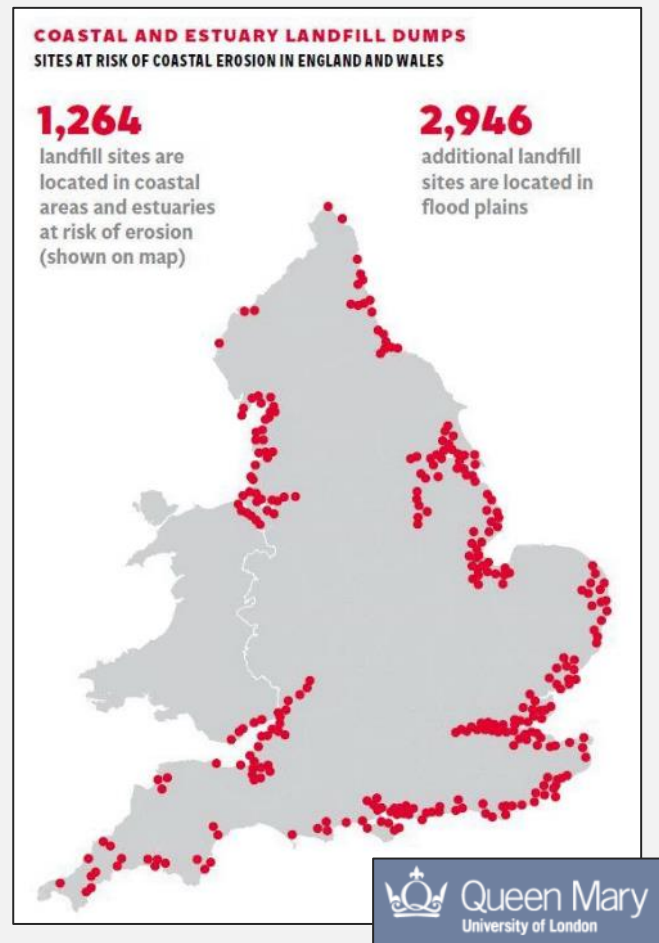 COASTAL AND ESTUARY LANDFILL DUMPS
SITES AT RISK OF COASTAL EROSION IN ENGLAND AND WALES
1,264
landfill sites are
located in coastal
areas and estuaries
at risk of erosion
(shown on map)
2,946
additional landfill
sites are located in
flood plains
Queen Mary
University of London